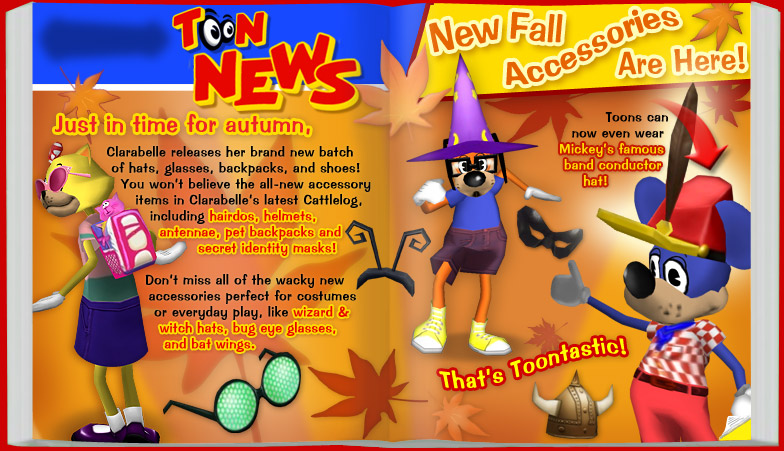 TOON
NEWS
Just in time for autumn,
Clarabelle releases her brand new batch
of hats, glasses, backpacks, and shoes!
You won't believe the all-new accessory
items in Clarabelle's latest Cattlelog,
including hairdos, helmets,
antennae, pet backpacks and
secret identity masks!
Don't miss all of the wacky new
accessories perfect for costumes
or everyday play, like wizard &
witch hats, bug eye glasses,
and bat wings.
New Fall
Accessories
Are Here!
Toons can
now even wear
Mickey's famous
band conductor
hat!
That's Toontastic!